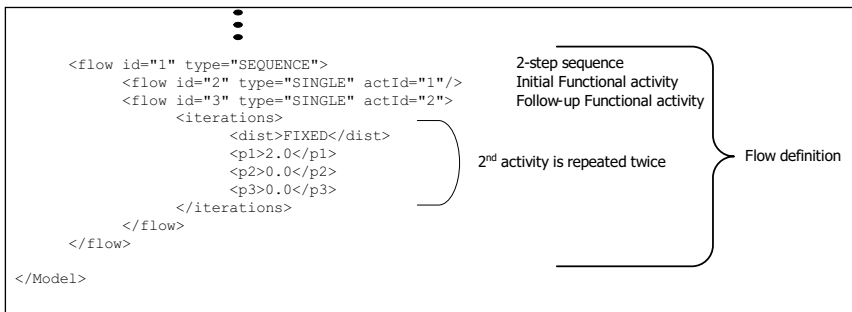 <flow id="1" type="SEQUENCE">
2-step sequence
<flow id="2" type="SINGLE" actId="1"/>
Initial Functional activity
<flow id="3" type="SINGLE" actId="2">
Follow-up Functional activity
<iterations>
<dist>FIXED</dist>
<p1>2.0</p1>
<p2>0.0</p2>
<p3>0.0</p3>
</iterations>
2nd activity is repeated twice
Flow definition
</flow>
</flow>
</Model>